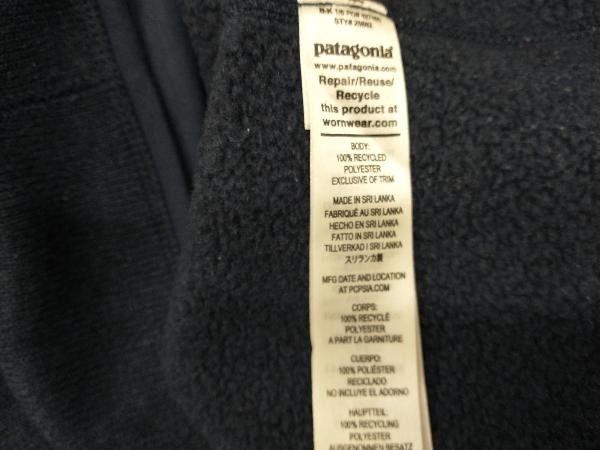 patagonia®
www.patagonia.com
Repair/Reuse/
Recycle
this product at
wornwear.com
BODY:
100% RECYCLED
POLYESTER
EXCLUSIVE OF TRIM
MADE IN SRI LANKA
FABRIQUÉ AU SRI LANKA
HECHO EN SRI LANKA
FATTO IN SRI LANKA
TILLVERKAD I SRI LANKA
スリランカ製
MFG DATE AND LOCATION
AT PCPSIA.COM
CORPS:
100% RECYCLÉ
POLYESTER
A PART LA GARNITURE
CUERPO:
100% POLIÉSTER
RECICLADO
NO INCLUYE EL ADORNO
HAUPTTEIL:
100% RECYCLING
POLYESTER
AUSGENOMMEN BESATZ